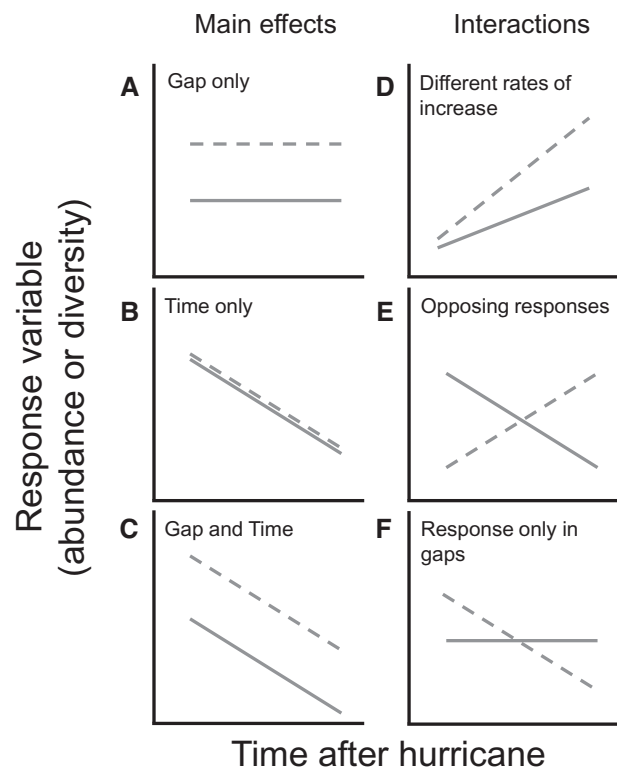 Main effects
Interactions
A
Gap only
D
Different rates of
increase
B
Time only
E
Opposing responses
C
Gap and Time
F
Response only in
gaps
Response variable
(abundance or diversity)
Time after hurricane